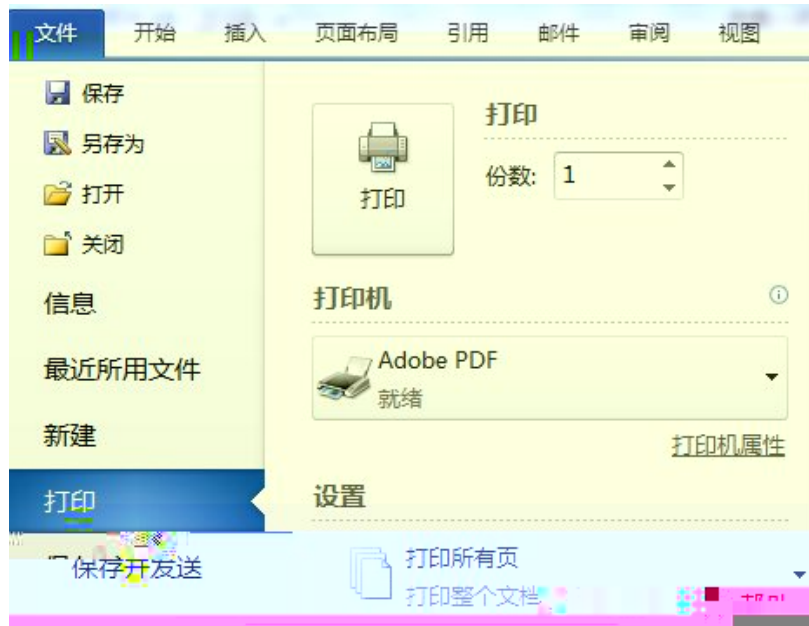 文件 开始 插入 页面布局 引用 邮件 审阅 视图
保存
另存为
打开
关闭
信息
最近所用文件
新建
打印
保存并发送
打印
打印
份数: 1
打印机
Adobe PDF
就绪
打印机属性
设置
打印所有页
打印整个文档